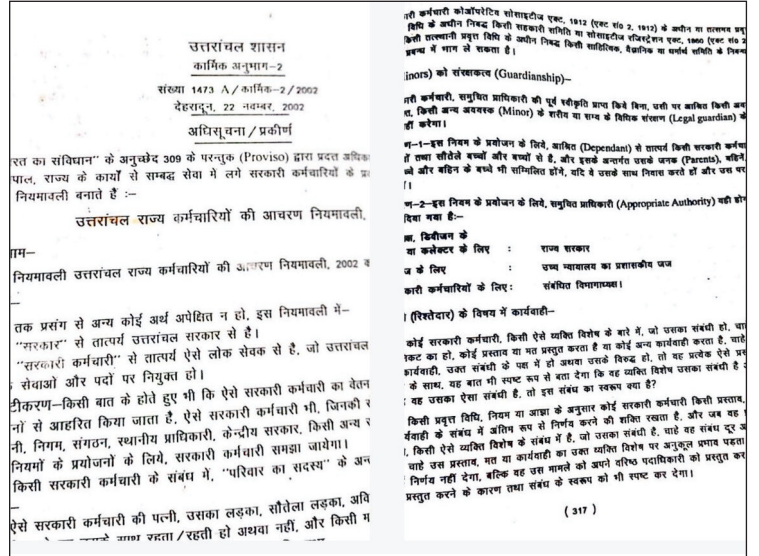 उत्तरांचल शासन
कार्मिक अनुभाग-2
संख्या 1473 A/कार्मिक-2/2002
देहरादून, 22 नवम्बर, 2002
अधिसूचना/प्रकीर्ण
रत का संविधान" के अनुच्छेद 309 के परन्तुक (Proviso) द्वारा प्रदत्त
पाल, राज्य के कार्यों से सम्बद्ध सेवा में लगे सरकारी कर्मचारियों के
नियमावली बनाते हैं :—
उत्तरांचल राज्य कर्मचारियों की आचरण नियमावली,
ाम—
नियमावली उत्तरांचल राज्य कर्मचारियों की आचरण नियमावली, 2002
—
तक प्रसंग से अन्य कोई अर्थ अपेक्षित न हो, इस नियमावली में—
"सरकार" से तात्पर्य उत्तरांचल सरकार से है।
"सरकारी कर्मचारी" से तात्पर्य ऐसे लोक सेवक से है, जो उत्तरांचल
सेवाओं और पदों पर नियुक्त हो।
टीकरण—किसी बात के होते हुए भी कि ऐसे सरकारी कर्मचारी का वेतन
नों से आहरित किया जाता है, ऐसे सरकारी कर्मचारी भी, जिनकी
नी, निगम, संगठन, स्थानीय प्राधिकारी, केन्द्रीय सरकार, किसी अन्य
नियमों के प्रयोजनों के लिये, सरकारी कर्मचारी समझा जायेगा।
किसी सरकारी कर्मचारी के संबंध में, "परिवार का सदस्य" के
—
ऐसे सरकारी कर्मचारी की पत्नी, उसका लड़का, सौतेला लड़का, अवि
साथ रहता/रहती हो अथवा नहीं, और किसी
ारी कर्मचारी कोऑपरेटिव सोसाइटीज एक्ट, 1912 (एक्ट सं0 2, 1912) के अधीन या तत्समय
विधि के अधीन निबद्ध किसी सहकारी समिति या सोसाइटीज रजिस्ट्रेशन एक्ट, 1860 (एक्ट सं0
किसी तत्स्थानी प्रवृत्त विधि के अधीन निबद्ध किसी साहित्यिक, वैज्ञानिक या धर्मार्थ समिति के
प्रबन्ध में भाग ले सकता है।
inors) को संरक्षकत्व (Guardianship)—
ारी कर्मचारी, समुचित प्राधिकारी की पूर्व स्वीकृति प्राप्त किये बिना, उसी पर आश्रित किसी
किसी अन्य अवयस्क (Minor) के शरीर या सम्पत्ति के विधिक संरक्षण (Legal guardian)
हीं करेगा।
ण—1—इस नियम के प्रयोजन के लिये, आश्रित (Dependant) से तात्पर्य किसी सरकारी
तथा सौतेले बच्चों और बच्चों से है, और इसके अन्तर्गत उसके जनक (Parents), बहिनें,
और बहिन के बच्चे भी सम्मिलित होंगे, यदि वे उसके साथ निवास करते हों और उस पर
।
ण—2—इस नियम के प्रयोजन के लिये, समुचित प्राधिकारी (Appropriate Authority) वही
दिया गया है:—
डिवीजन के
या कलेक्टर के लिए : राज्य सरकार
ज के लिए : उच्च न्यायालय का प्रशासकीय जज
कारी कर्मचारियों के लिए : संबंधित विभागाध्यक्ष।
(रिश्तेदार) के विषय में कार्यवाही—
कोई सरकारी कर्मचारी, किसी ऐसे व्यक्ति विशेष के बारे में, जो उसका संबंधी हो,
कट का हो, कोई प्रस्ताव या मत प्रस्तुत करता है या कोई अन्य कार्यवाही करता है, चाहे
कार्यवाही, उक्त संबंधी के पक्ष में हो अथवा उसके विरुद्ध हो, तो वह प्रत्येक ऐसे
के साथ, यह बात भी स्पष्ट रूप से बता देगा कि वह व्यक्ति विशेष उसका संबंधी है
वह उसका ऐसा संबंधी है, तो इस संबंध का स्वरूप क्या है?
किसी प्रवृत्त विधि, नियम या आज्ञा के अनुसार कोई सरकारी कर्मचारी किसी प्रस्ताव,
र्यवाही के संबंध में अंतिम रूप से निर्णय करने की शक्ति रखता है, और जब वह
किसी ऐसे व्यक्ति विशेष के संबंध में है, जो उसका संबंधी है, चाहे वह संबंध दूर
चाहे उस प्रस्ताव, मत या कार्यवाही का उक्त व्यक्ति विशेष पर अनुकूल प्रभाव पड़ता
निर्णय नहीं देगा, बल्कि वह उस मामले को अपने वरिष्ठ पदाधिकारी को प्रस्तुत कर
प्रस्तुत करने के कारण तथा संबंध के स्वरूप को भी स्पष्ट कर देगा।
(317)